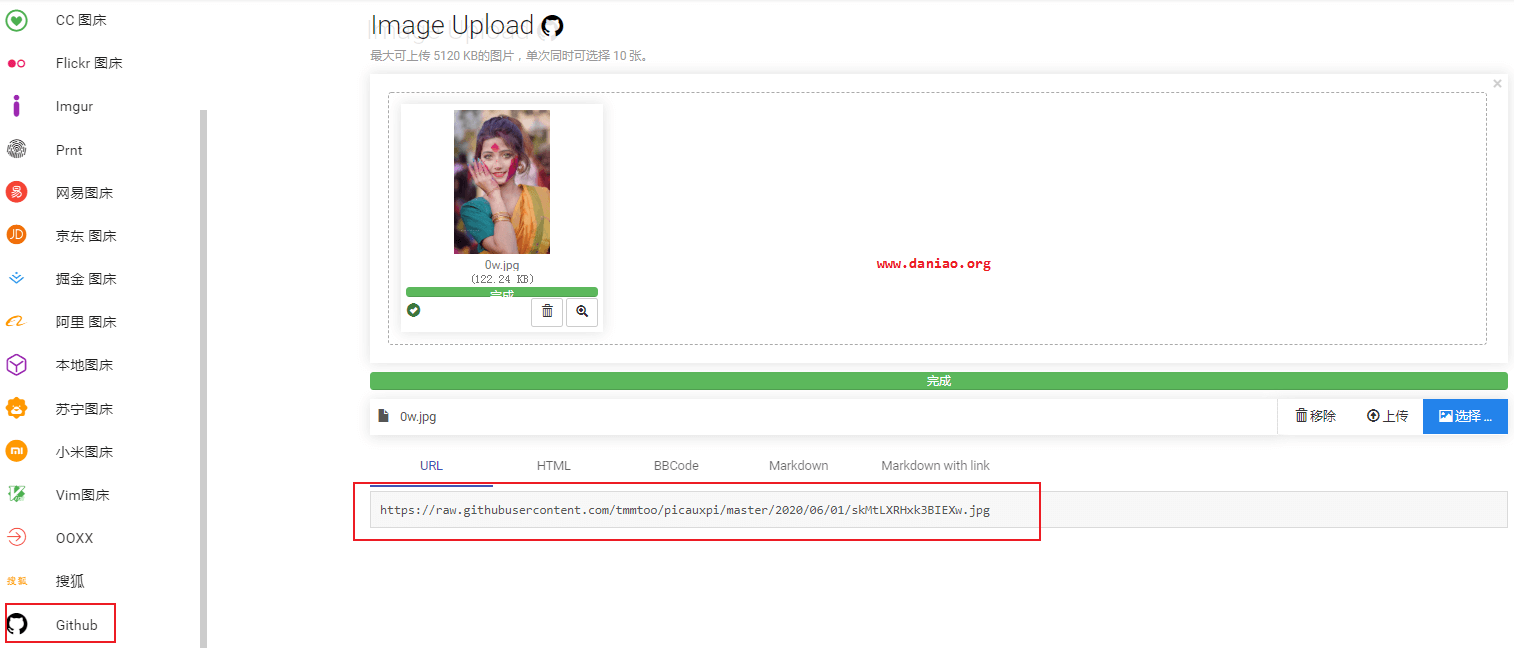 CC 图床
Flickr 图床
Imgur
Prnt
易 网易图床
JD 京东 图床
掘金 图床
阿里 图床
本地图床
苏宁图床
mi 小米图床
Vim图床
OOXX
搜狐 搜狐
Github
Image Upload
最大可上传 5120 KB的图片，单次同时可选择 10 张。
×
0w.jpg
(122.24 KB)
完成
www.daniao.org
完成
0w.jpg
移除 上传 选择 ...
URL HTML BBCode Markdown Markdown with link
https://raw.githubusercontent.com/tmmtoo/picauxpi/master/2020/06/01/skMtLXRHxk3BIEXw.jpg